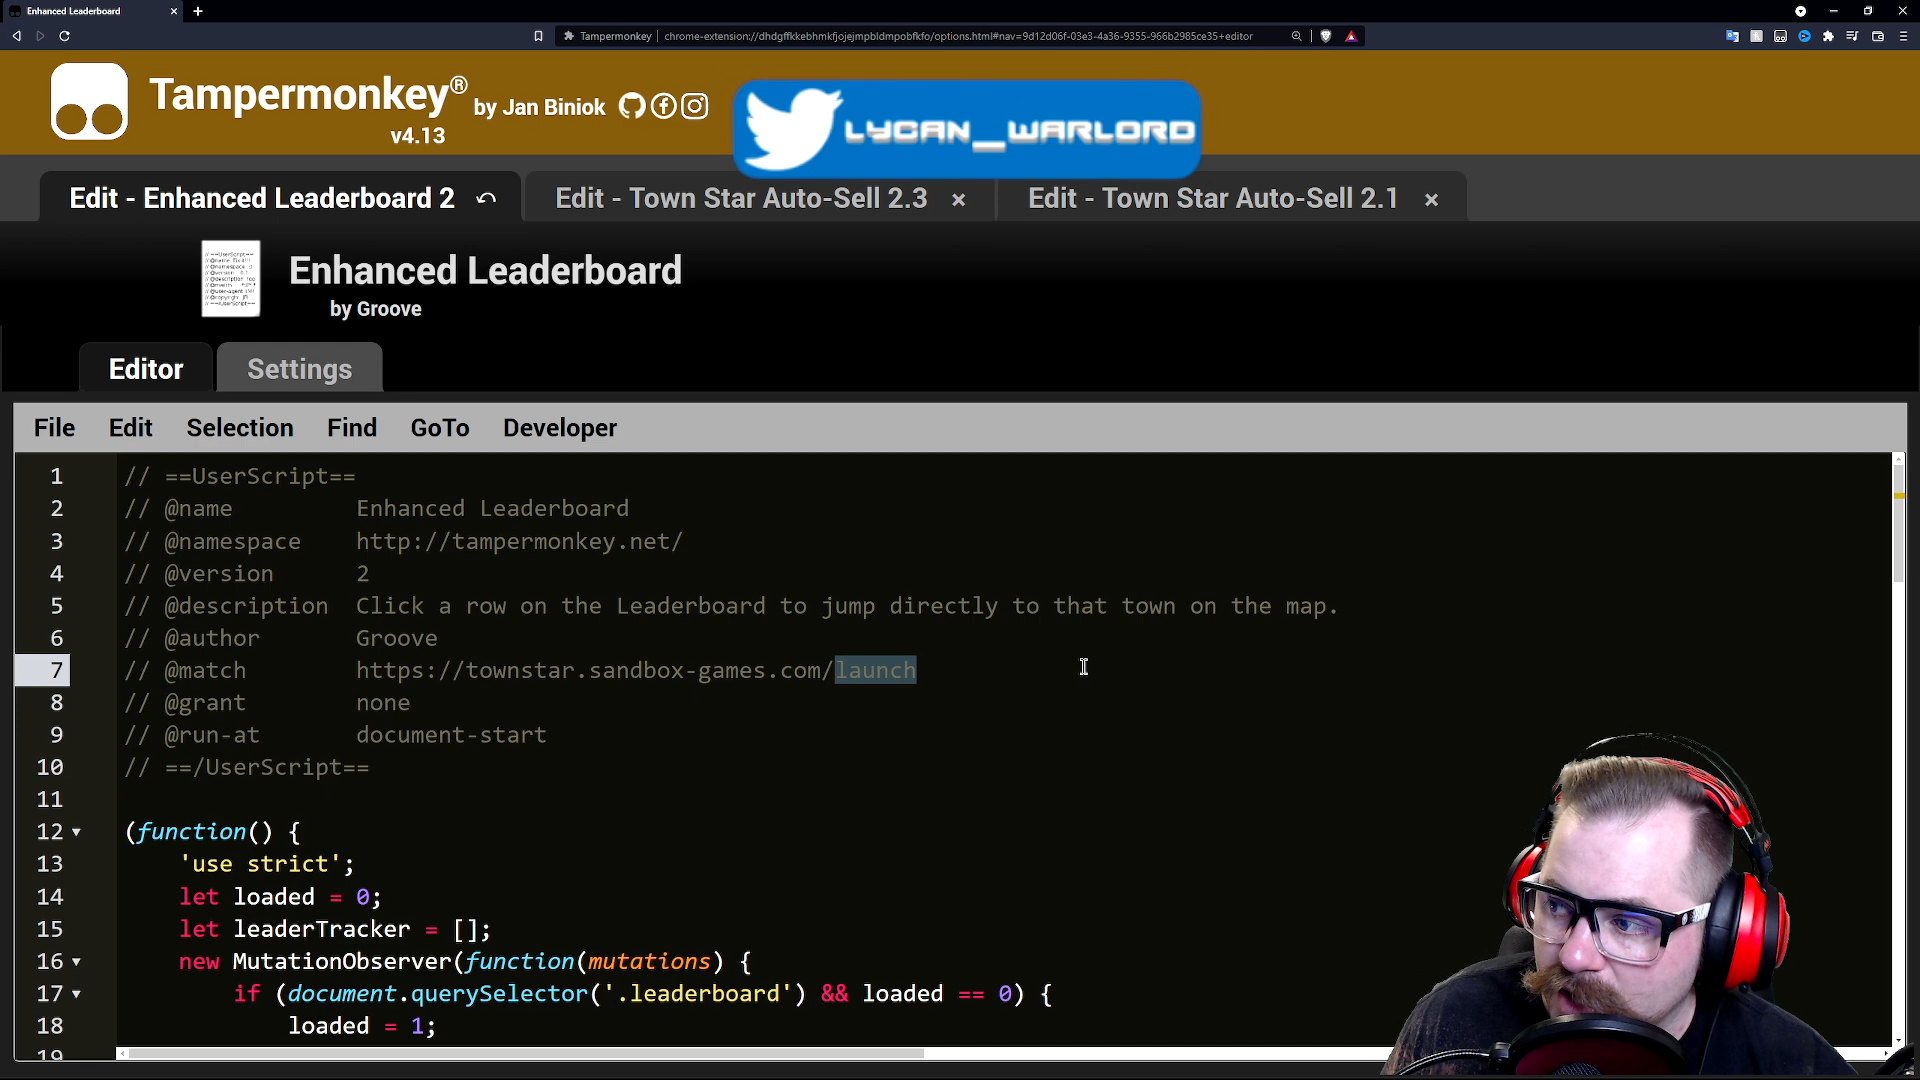 Enhanced Leaderboard
Tampermonkey | chrome-extension://dhdgffkkebhmkfjojejmpbldmpobfkfo/options.html#nav=9d12d06f-03e3-4a36-9355-966b2985ce35+editor
Tampermonkey® by Jan Biniok
v4.13
LYCAN_WARLORD
Edit - Enhanced Leaderboard 2
Edit - Town Star Auto-Sell 2.3
Edit - Town Star Auto-Sell 2.1
Enhanced Leaderboard
by Groove
Editor Settings
File Edit Selection Find GoTo Developer
1 // ==UserScript==
2 // @name Enhanced Leaderboard
3 // @namespace http://tampermonkey.net/
4 // @version 2
5 // @description Click a row on the Leaderboard to jump directly to that town on the map.
6 // @author Groove
7 // @match https://townstar.sandbox-games.com/launch
8 // @grant none
9 // @run-at document-start
10 // ==/UserScript==
11
12 (function() {
13 'use strict';
14 let loaded = 0;
15 let leaderTracker = [];
16 new MutationObserver(function(mutations) {
17 if (document.querySelector('.leaderboard') && loaded == 0) {
18 loaded = 1;
19